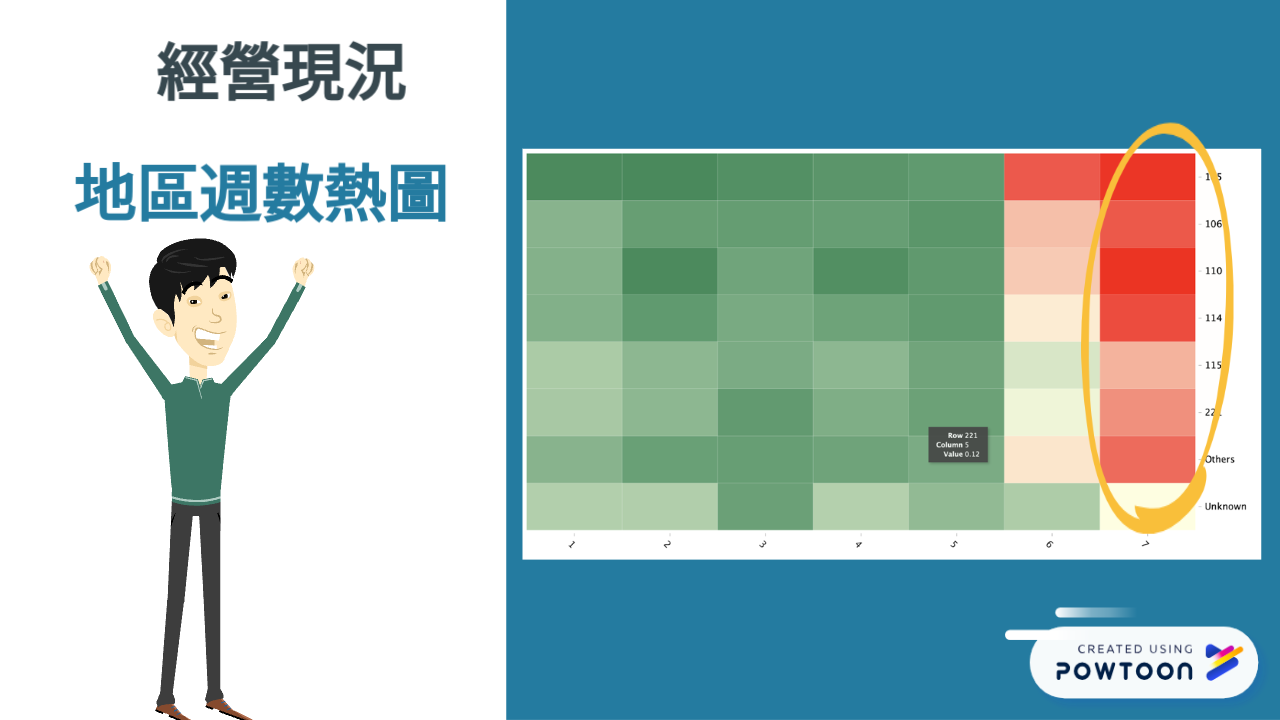 經營現況
地區週數熱圖
106
110
114
115
Row 221
Column 5
Value 0.12
Others
Unknown
1
2
3
4
5
6
7
CREATED USING
POWTOON